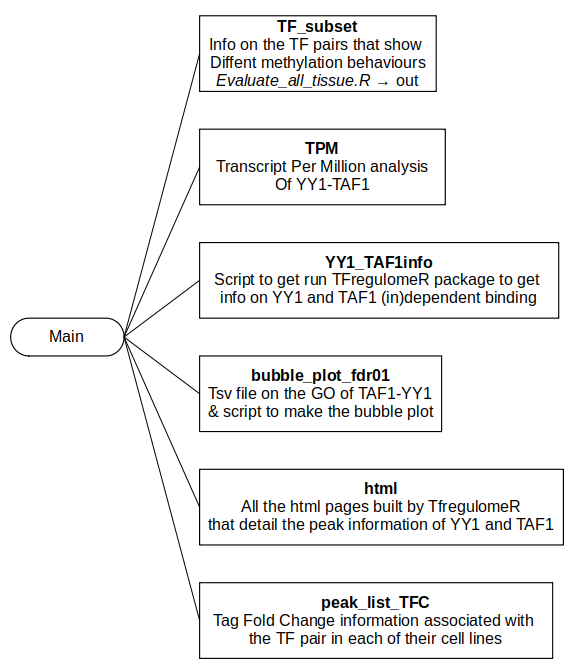 TF_subset
Info on the TF pairs that show
Diffent methylation behaviours
Evaluate_all_tissue.R → out
TPM
Transcript Per Million analysis
Of YY1-TAF1
YY1_TAF1info
Script to get run TFregulomeR package to get
info on YY1 and TAF1 (in)dependent binding
Main
bubble_plot_fdr01
Tsv file on the GO of TAF1-YY1
& script to make the bubble plot
html
All the html pages built by TfregulomeR
that detail the peak information of YY1 and TAF1
peak_list_TFC
Tag Fold Change information associated with
the TF pair in each of their cell lines